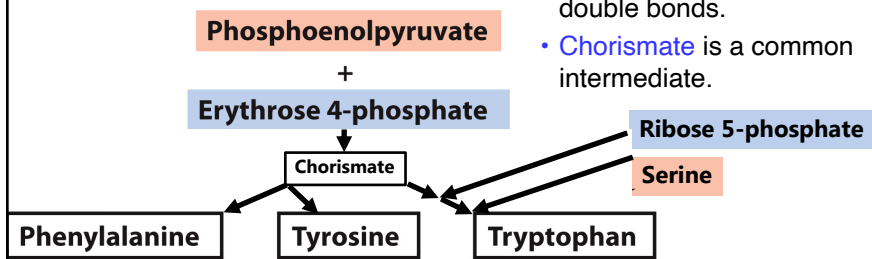 double bonds.
Phosphoenolpyruvate
• Chorismate is a common
intermediate.
+
Erythrose 4-phosphate
Ribose 5-phosphate
Chorismate
Serine
Phenylalanine
Tyrosine
Tryptophan